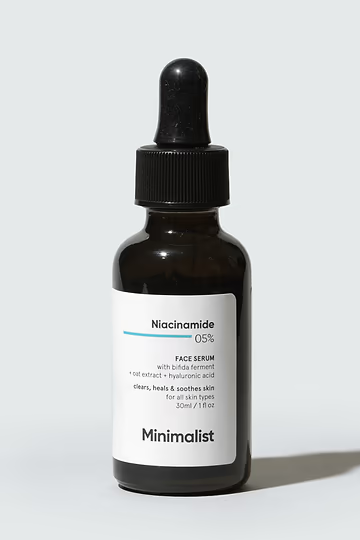 Niacinamide
05%
FACE SERUM
with bifida ferment
+ oat extract + hyaluronic acid
clears, heals & soothes skin
for all skin types
30ml / 1 fl oz
Minimalist